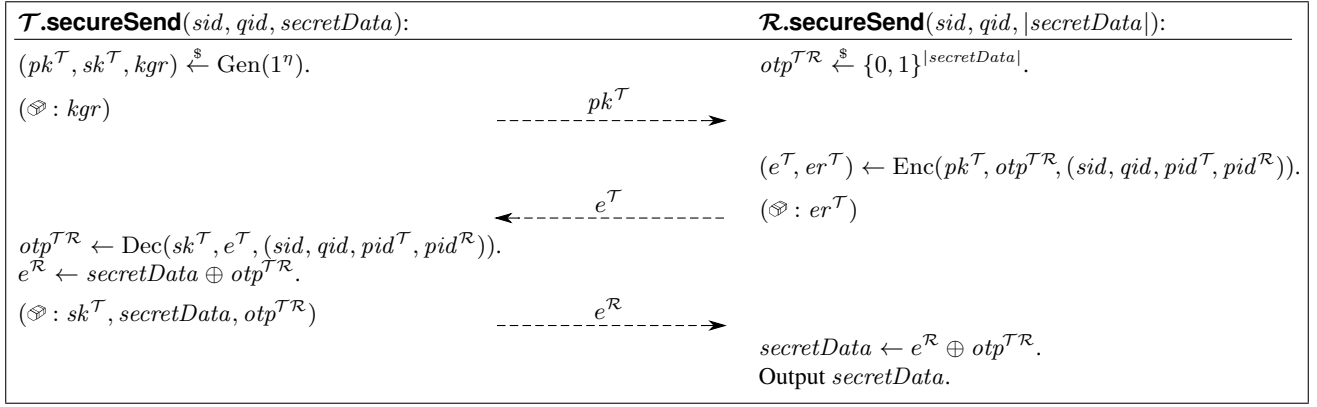 𝓣.secureSend(sid, qid, secretData): 𝓡.secureSend(sid, qid, |secretData|):
(pk^𝒯, sk^𝒯, kgr) ←$ Gen(1^η). otp^𝒯ℛ ←$ {0, 1}^|secretData|.
(🧽 : kgr) pk^𝒯
(e^𝒯, er^𝒯) ← Enc(pk^𝒯, otp^𝒯ℛ, (sid, qid, pid^𝒯, pid^ℛ)).
e^𝒯 (🧽 : er^𝒯)
otp^𝒯ℛ ← Dec(sk^𝒯, e^𝒯, (sid, qid, pid^𝒯, pid^ℛ)).
e^ℛ ← secretData ⊕ otp^𝒯ℛ.
(🧽 : sk^𝒯, secretData, otp^𝒯ℛ) e^ℛ
secretData ← e^ℛ ⊕ otp^𝒯ℛ.
Output secretData.